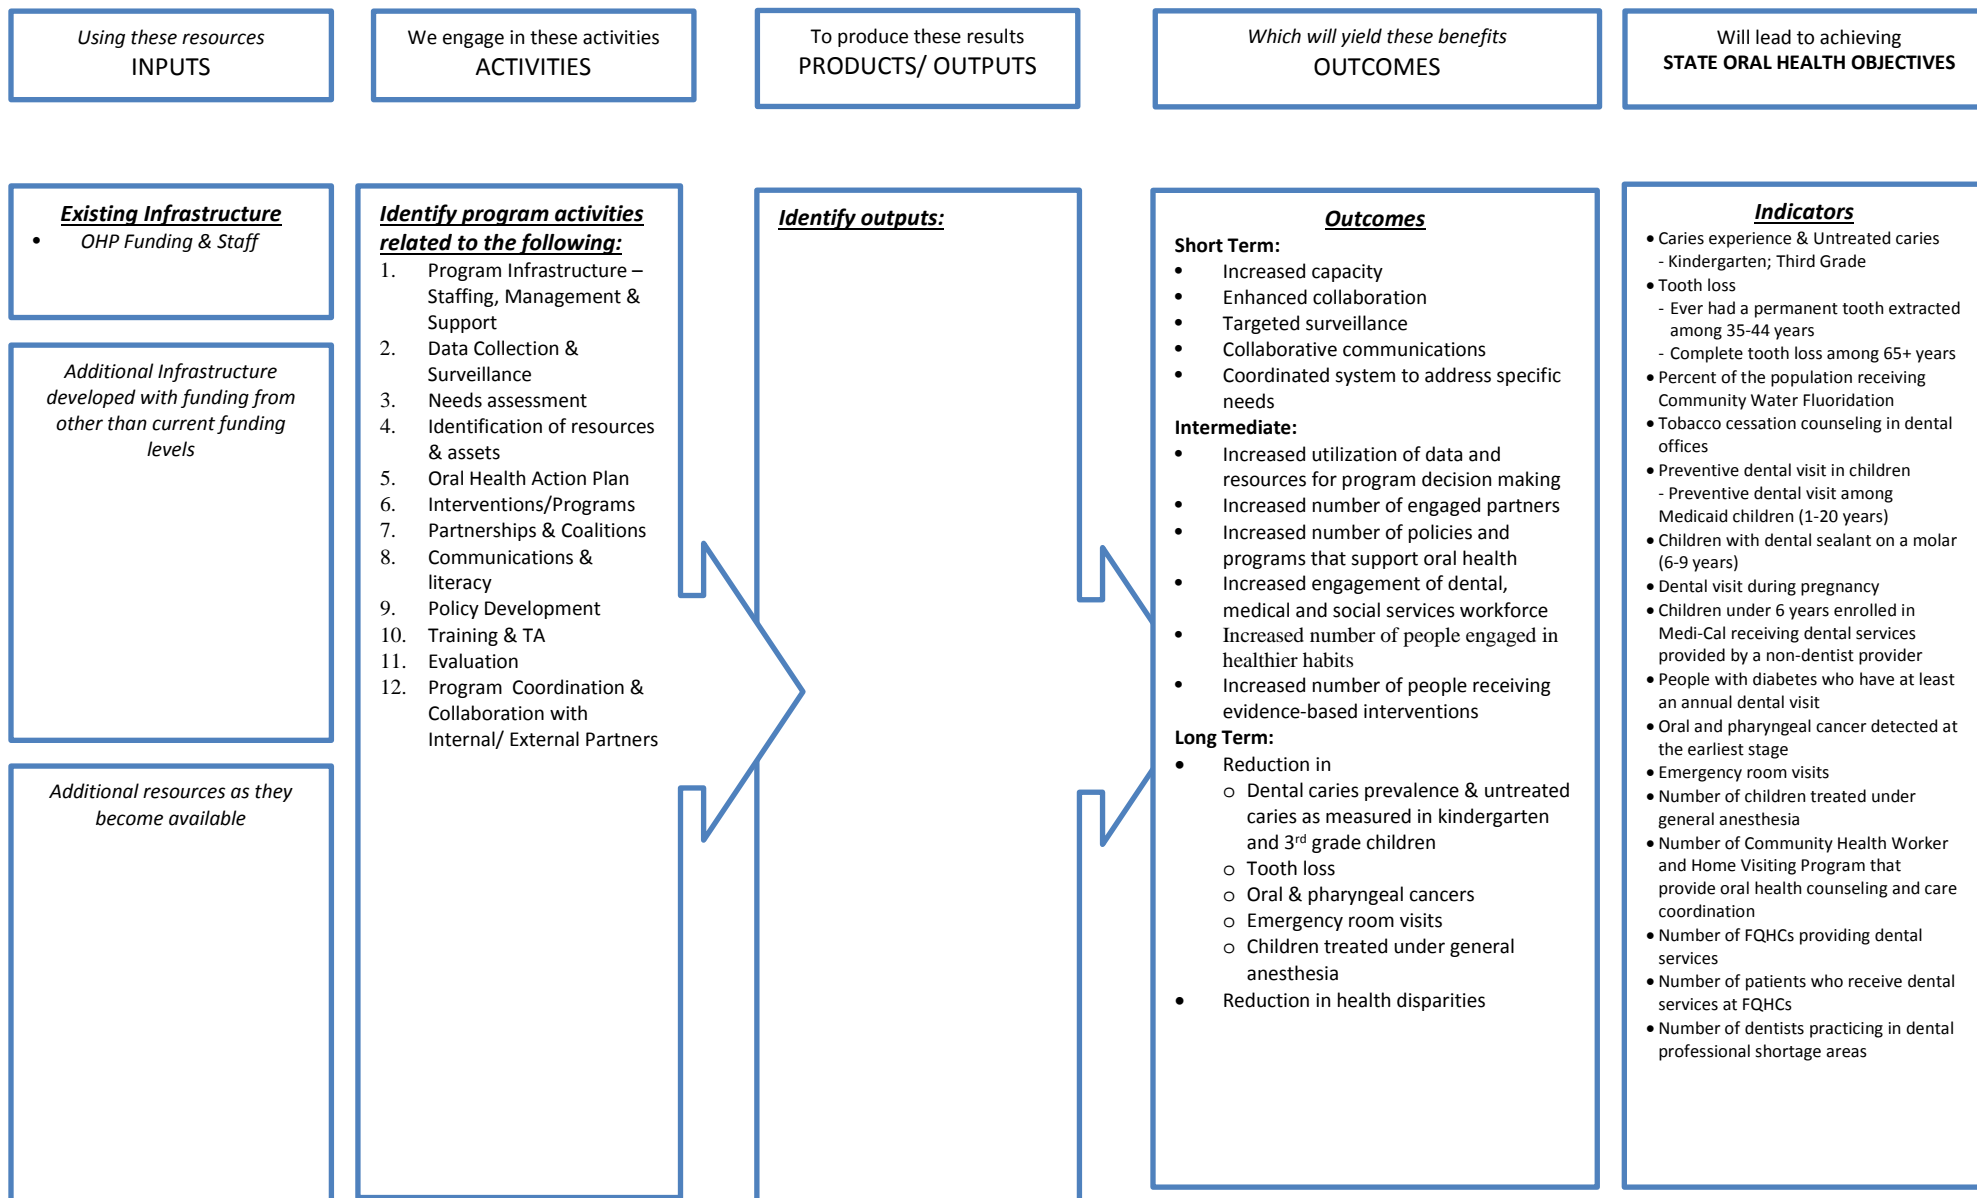 Using these resources
INPUTS
We engage in these activities
ACTIVITIES
To produce these results
PRODUCTS/ OUTPUTS
Which will yield these benefits
OUTCOMES
Will lead to achieving
STATE ORAL HEALTH OBJECTIVES
Existing Infrastructure
• OHP Funding & Staff
Additional Infrastructure
developed with funding from
other than current funding
levels
Additional resources as they
become available
Identify program activities
related to the following:
1. Program Infrastructure –
Staffing, Management &
Support
2. Data Collection &
Surveillance
3. Needs assessment
4. Identification of resources
& assets
5. Oral Health Action Plan
6. Interventions/Programs
7. Partnerships & Coalitions
8. Communications &
literacy
9. Policy Development
10. Training & TA
11. Evaluation
12. Program Coordination &
Collaboration with
Internal/ External Partners
Identify outputs:
Outcomes
Short Term:
• Increased capacity
• Enhanced collaboration
• Targeted surveillance
• Collaborative communications
• Coordinated system to address specific
needs
Intermediate:
• Increased utilization of data and
resources for program decision making
• Increased number of engaged partners
• Increased number of policies and
programs that support oral health
• Increased engagement of dental,
medical and social services workforce
• Increased number of people engaged in
healthier habits
• Increased number of people receiving
evidence-based interventions
Long Term:
• Reduction in
o Dental caries prevalence & untreated
caries as measured in kindergarten
and 3rd grade children
o Tooth loss
o Oral & pharyngeal cancers
o Emergency room visits
o Children treated under general
anesthesia
• Reduction in health disparities
Indicators
• Caries experience & Untreated caries
- Kindergarten; Third Grade
• Tooth loss
- Ever had a permanent tooth extracted
among 35-44 years
- Complete tooth loss among 65+ years
• Percent of the population receiving
Community Water Fluoridation
• Tobacco cessation counseling in dental
offices
• Preventive dental visit in children
- Preventive dental visit among
Medicaid children (1-20 years)
• Children with dental sealant on a molar
(6-9 years)
• Dental visit during pregnancy
• Children under 6 years enrolled in
Medi-Cal receiving dental services
provided by a non-dentist provider
• People with diabetes who have at least
an annual dental visit
• Oral and pharyngeal cancer detected at
the earliest stage
• Emergency room visits
• Number of children treated under
general anesthesia
• Number of Community Health Worker
and Home Visiting Program that
provide oral health counseling and care
coordination
• Number of FQHCs providing dental
services
• Number of patients who receive dental
services at FQHCs
• Number of dentists practicing in dental
professional shortage areas